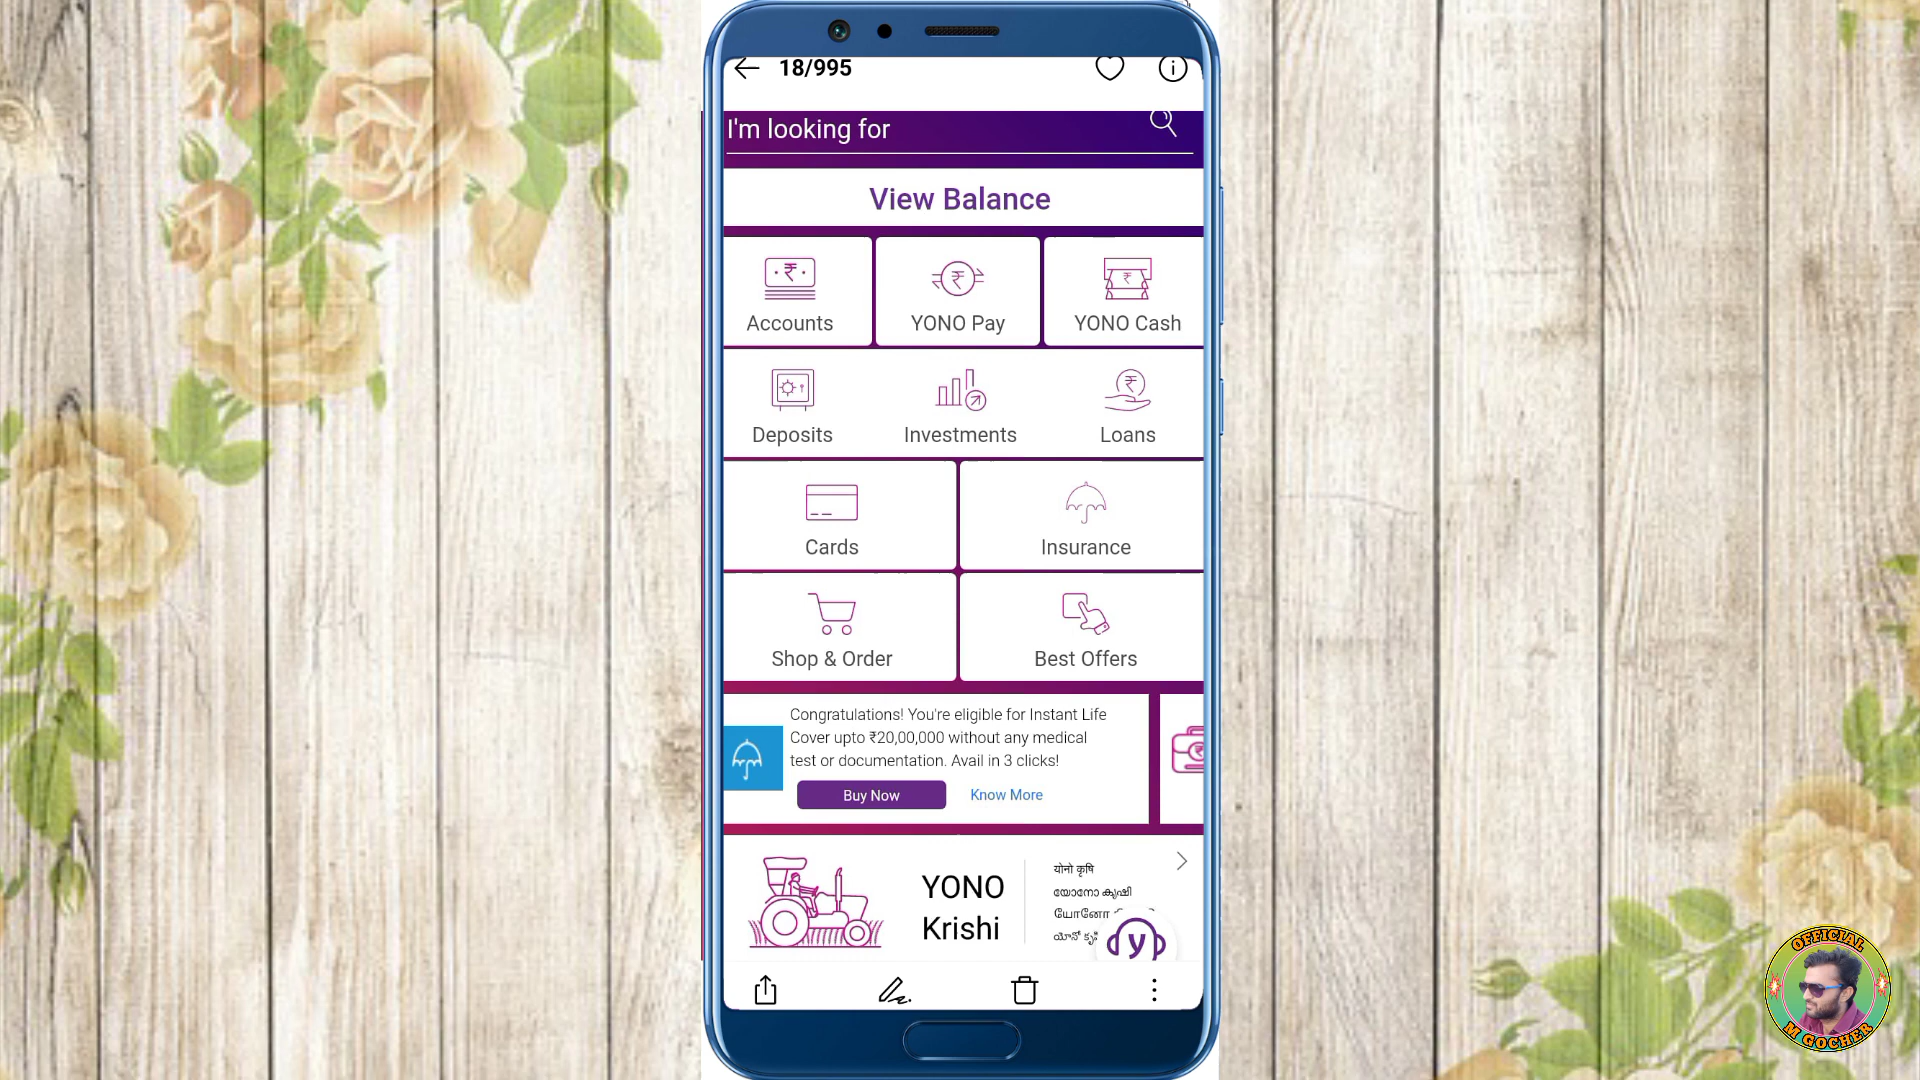 18/995
I'm looking for
View Balance
Accounts
YONO Pay
YONO Cash
Deposits
Investments
Loans
Cards
Insurance
Shop & Order
Best Offers
Congratulations! You're eligible for Instant Life
Cover upto ₹20,00,000 without any medical
test or documentation. Avail in 3 clicks!
Buy Now
Know More
YONO
Krishi
योनो कृषि
യോനോ കൃഷി
யோனோ
యోనో
OFFICIAL
M GOCHER